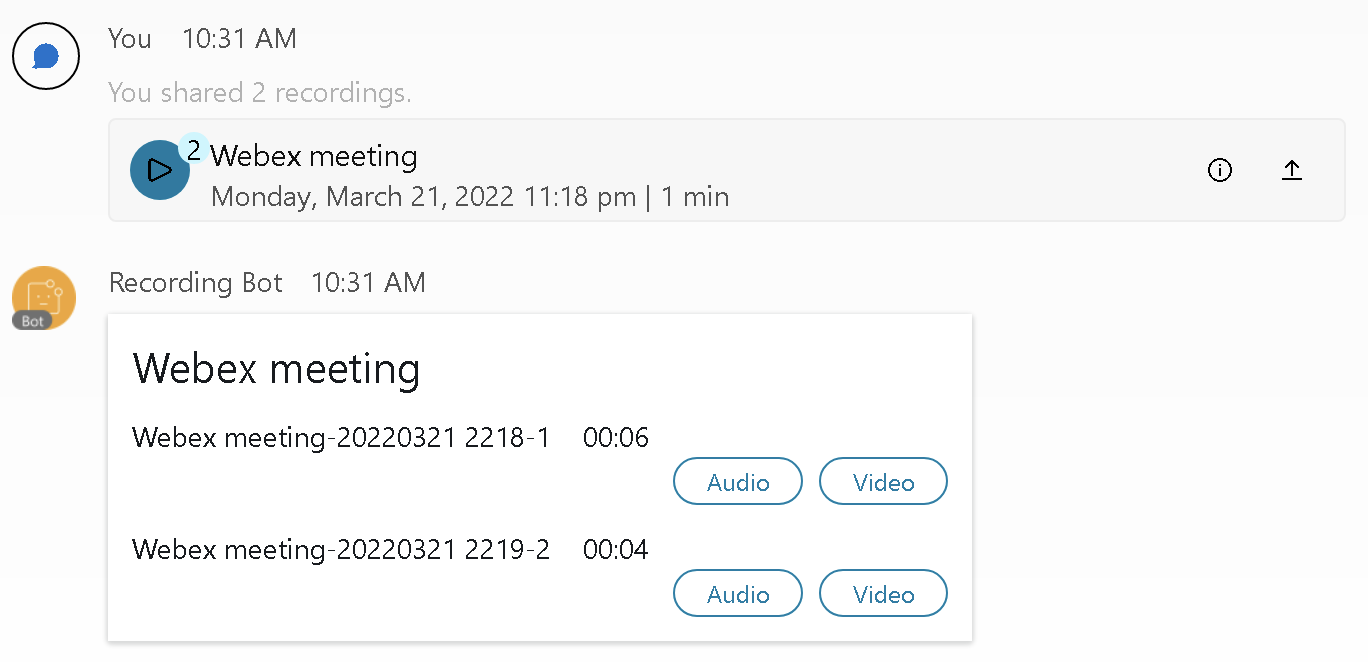 You 10:31 AM
You shared 2 recordings.
2
Webex meeting
Monday, March 21, 2022 11:18 pm | 1 min
Recording Bot 10:31 AM
Bot
Webex meeting
Webex meeting-20220321 2218-1 00:06
Audio Video
Webex meeting-20220321 2219-2 00:04
Audio Video